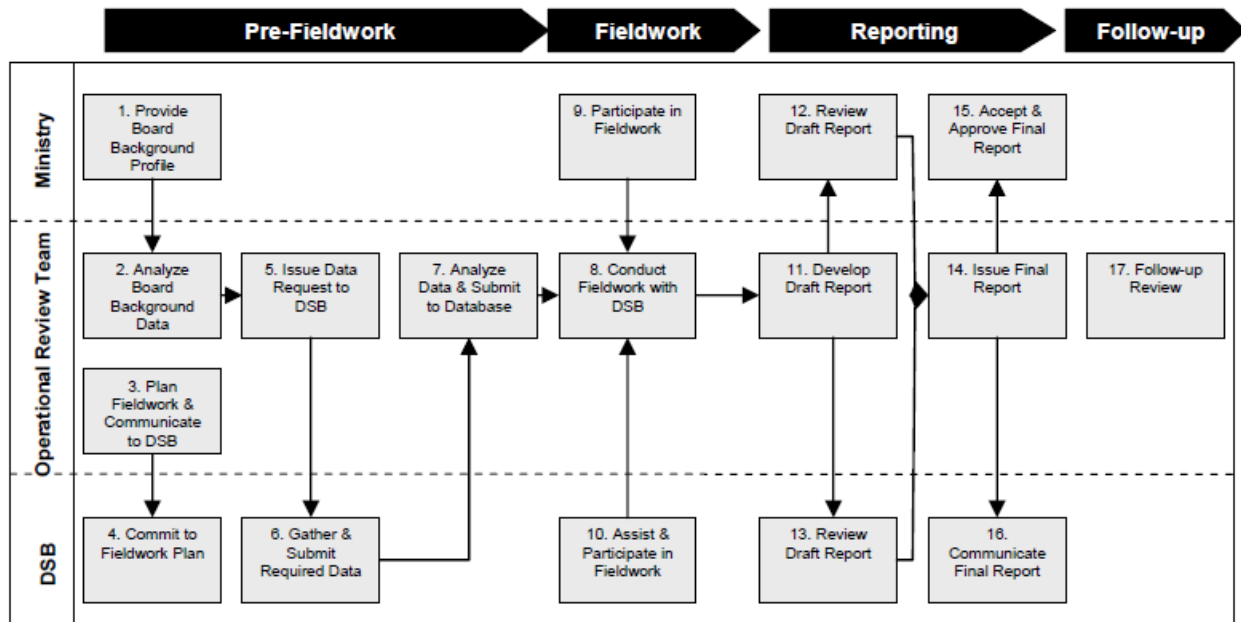 Pre-Fieldwork
Fieldwork
Reporting
Follow-up
Ministry
1. Provide
Board
Background
Profile
9. Participate in
Fieldwork
12. Review
Draft Report
15. Accept &
Approve Final
Report
Operational Review Team
2. Analyze
Board
Background
Data
5. Issue Data
Request to
DSB
7. Analyze
Data & Submit
to Database
8. Conduct
Fieldwork with
DSB
11. Develop
Draft Report
14. Issue Final
Report
17. Follow-up
Review
3. Plan
Fieldwork &
Communicate
to DSB
DSB
4. Commit to
Fieldwork Plan
6. Gather &
Submit
Required Data
10. Assist &
Participate in
Fieldwork
13. Review
Draft Report
16.
Communicate
Final Report